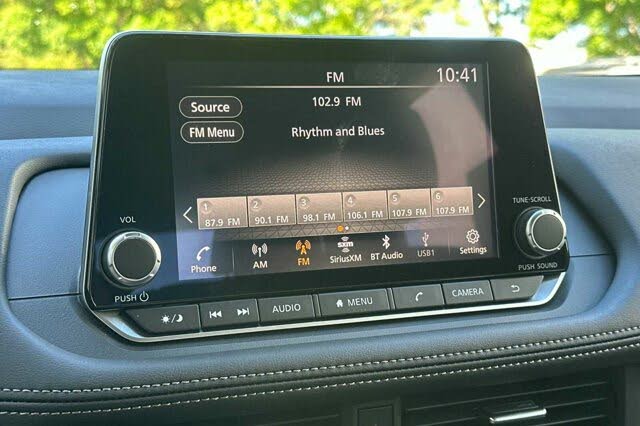 FM
10:41
Source
102.9 FM
FM Menu
Rhythm and Blues
1 2 3 4 5 6
87.9 FM 90.1 FM 98.1 FM 106.1 FM 107.9 FM 107.9 FM
VOL
TUNE·SCROLL
Phone
AM
FM
SXM
SiriusXM
BT Audio
USB1
Settings
PUSH
PUSH SOUND
AUDIO
MENU
CAMERA